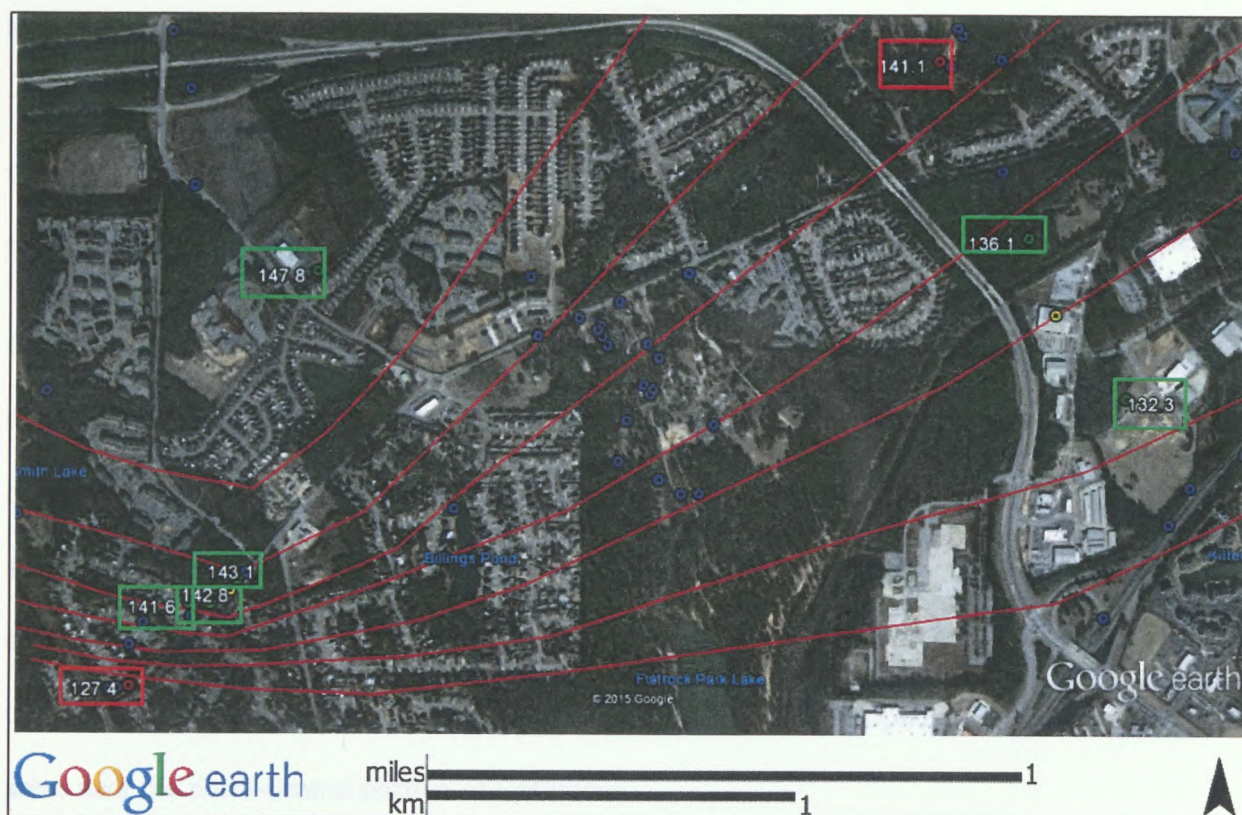 141.1
147 8
136 1
132.3
mith Lake
Billings Pond
143.1
142.8
141.6
127 4
Flatrock Park Lake
Google earth
© 2015 Google
Google earth
miles 1
km 1